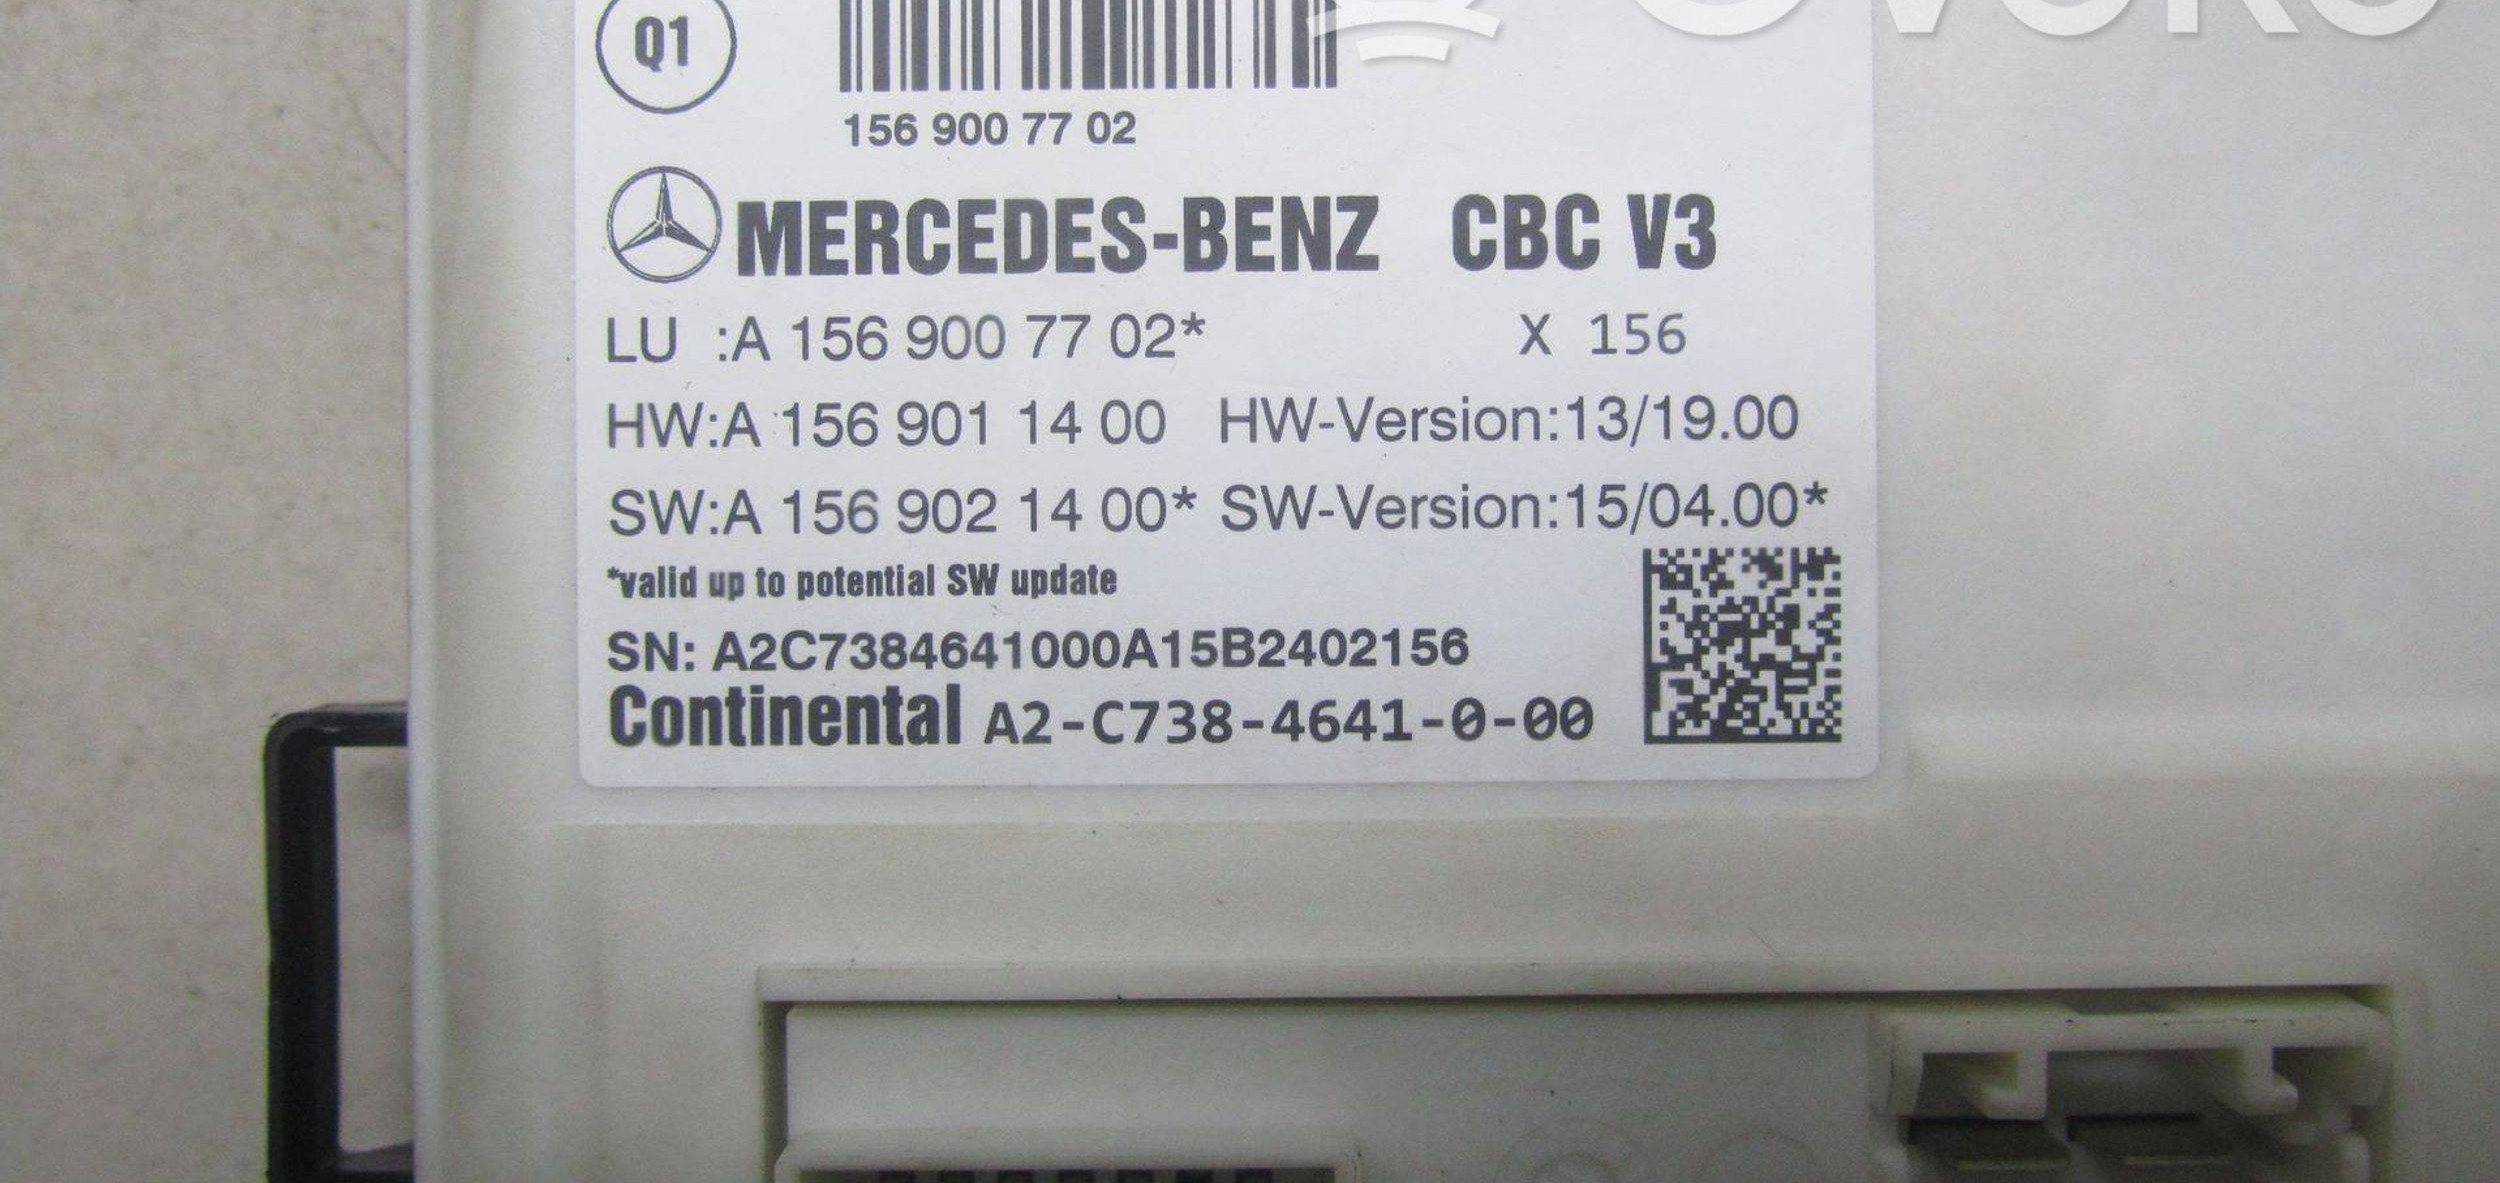 Q1
156 900 77 02
MERCEDES-BENZ CBC V3
LU :A 156 900 77 02* X 156
HW:A 156 901 14 00 HW-Version:13/19.00
SW:A 156 902 14 00* SW-Version:15/04.00*
*valid up to potential SW update
SN: A2C7384641000A15B2402156
Continental A2-C738-4641-0-00